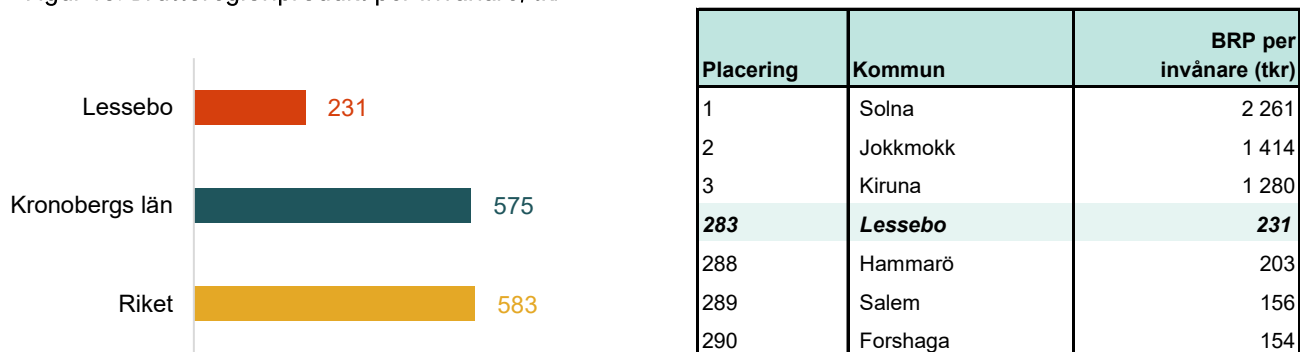 Lessebo 231
Kronobergs län 575
Riket 583
Placering Kommun BRP per invånare (tkr)
1 Solna 2 261
2 Jokkmokk 1 414
3 Kiruna 1 280
283 Lessebo 231
288 Hammarö 203
289 Salem 156
290 Forshaga 154